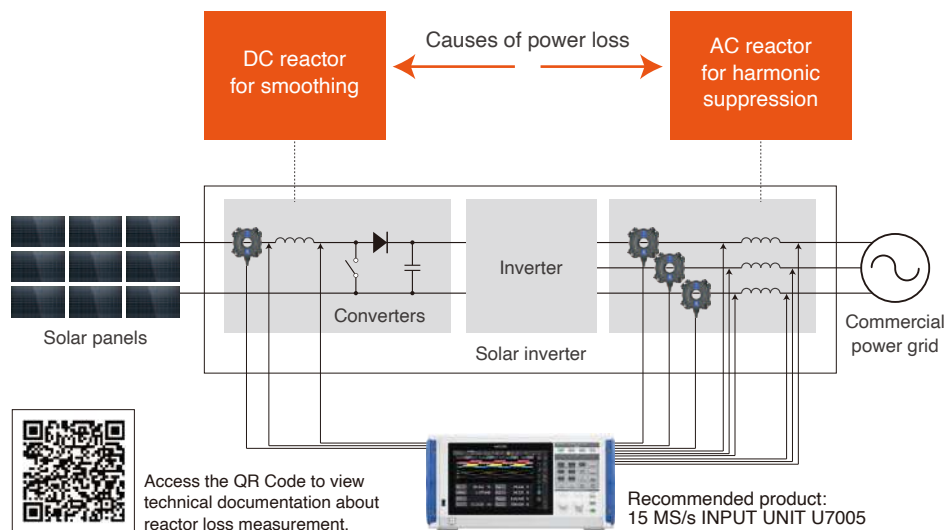 DC reactor
for smoothing
Causes of power loss
AC reactor
for harmonic
suppression
Inverter
Converters
Solar panels
Solar inverter
Commercial
power grid
Access the QR Code to view
technical documentation about
reactor loss measurement.
Recommended product:
15 MS/s INPUT UNIT U7005